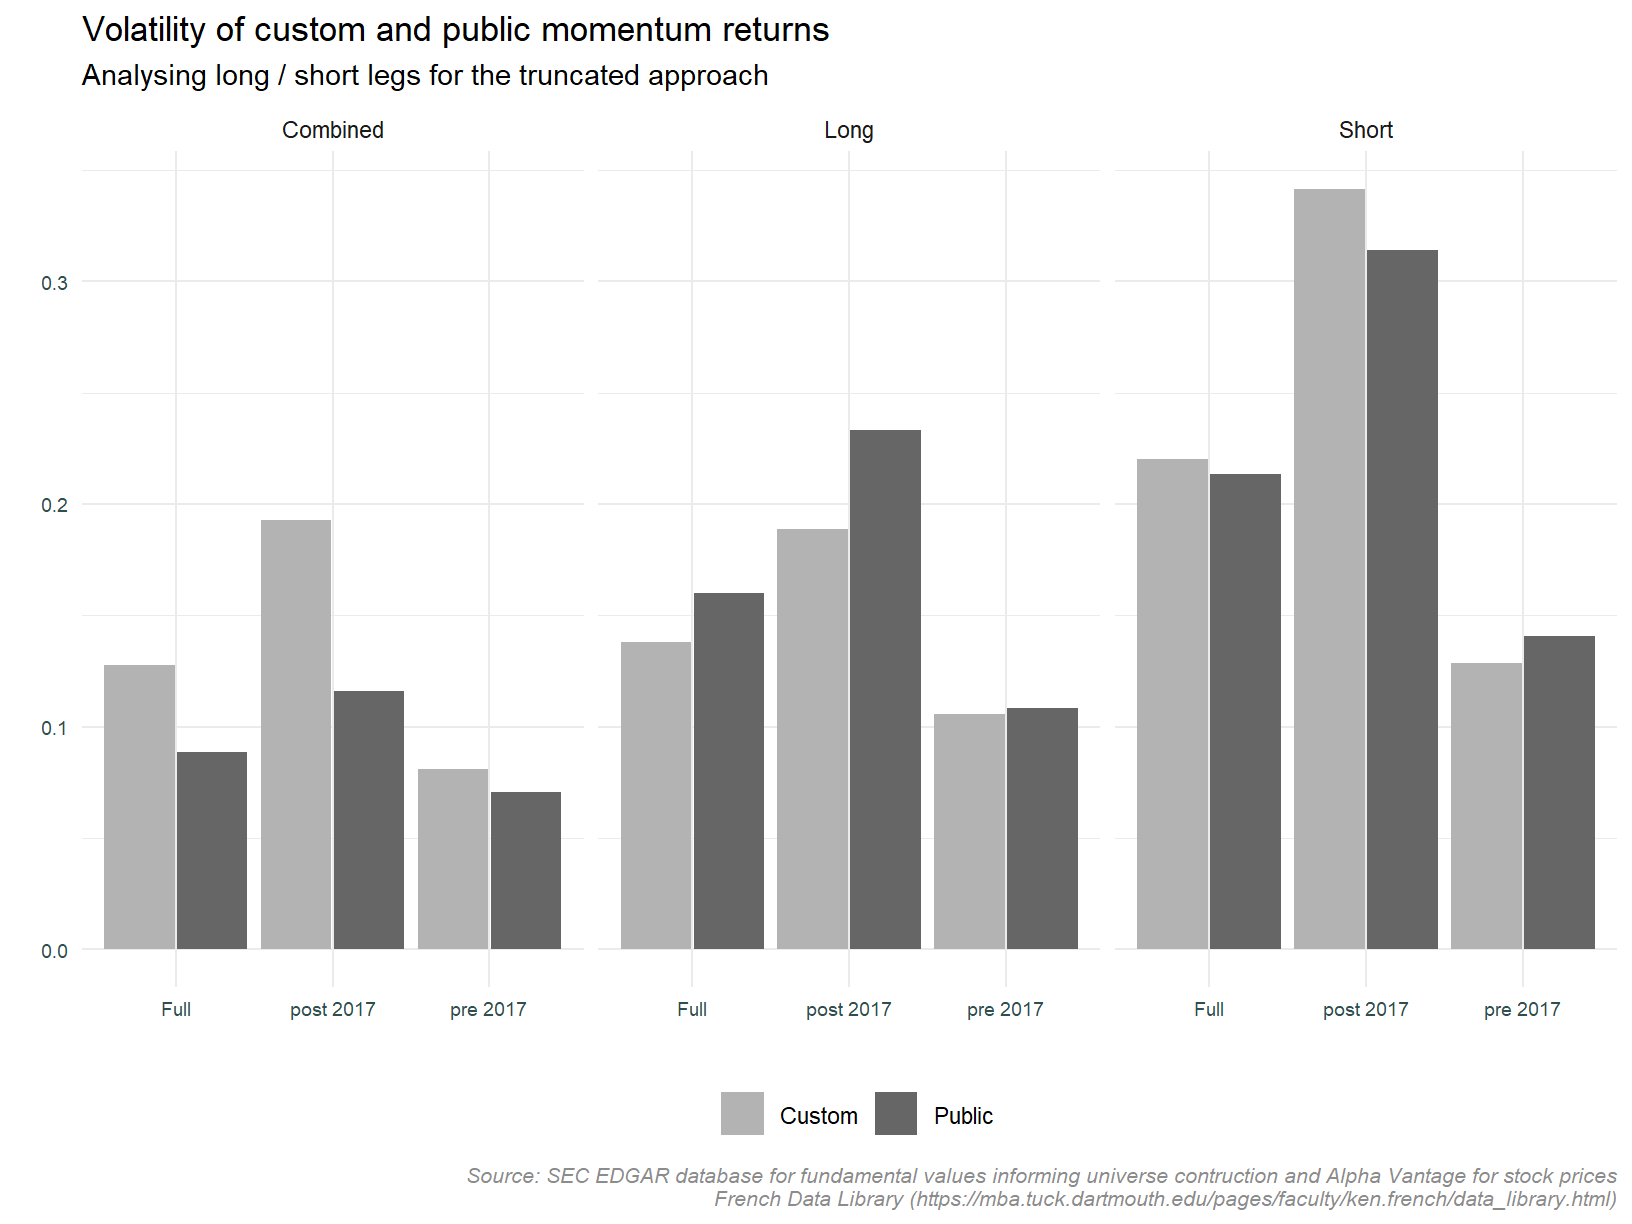 Volatility of custom and public momentum returns
Analysing long / short legs for the truncated approach
Combined Long Short
0.3
0.2
0.1
0.0
Full post 2017 pre 2017 Full post 2017 pre 2017 Full post 2017 pre 2017
Custom Public
Source: SEC EDGAR database for fundamental values informing universe contruction and Alpha Vantage for stock prices
French Data Library (https://mba.tuck.dartmouth.edu/pages/faculty/ken.french/data_library.html)